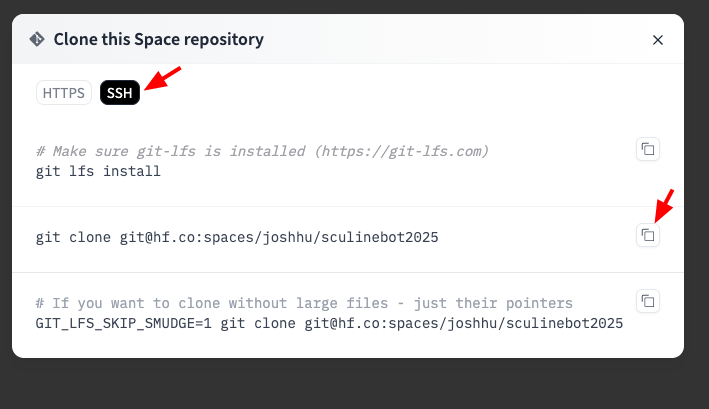 Clone this Space repository
HTTPS SSH
# Make sure git-lfs is installed (https://git-lfs.com)
git lfs install
git clone git@hf.co:spaces/joshhu/sculinebot2025
# If you want to clone without large files - just their pointers
GIT_LFS_SKIP_SMUDGE=1 git clone git@hf.co:spaces/joshhu/sculinebot2025